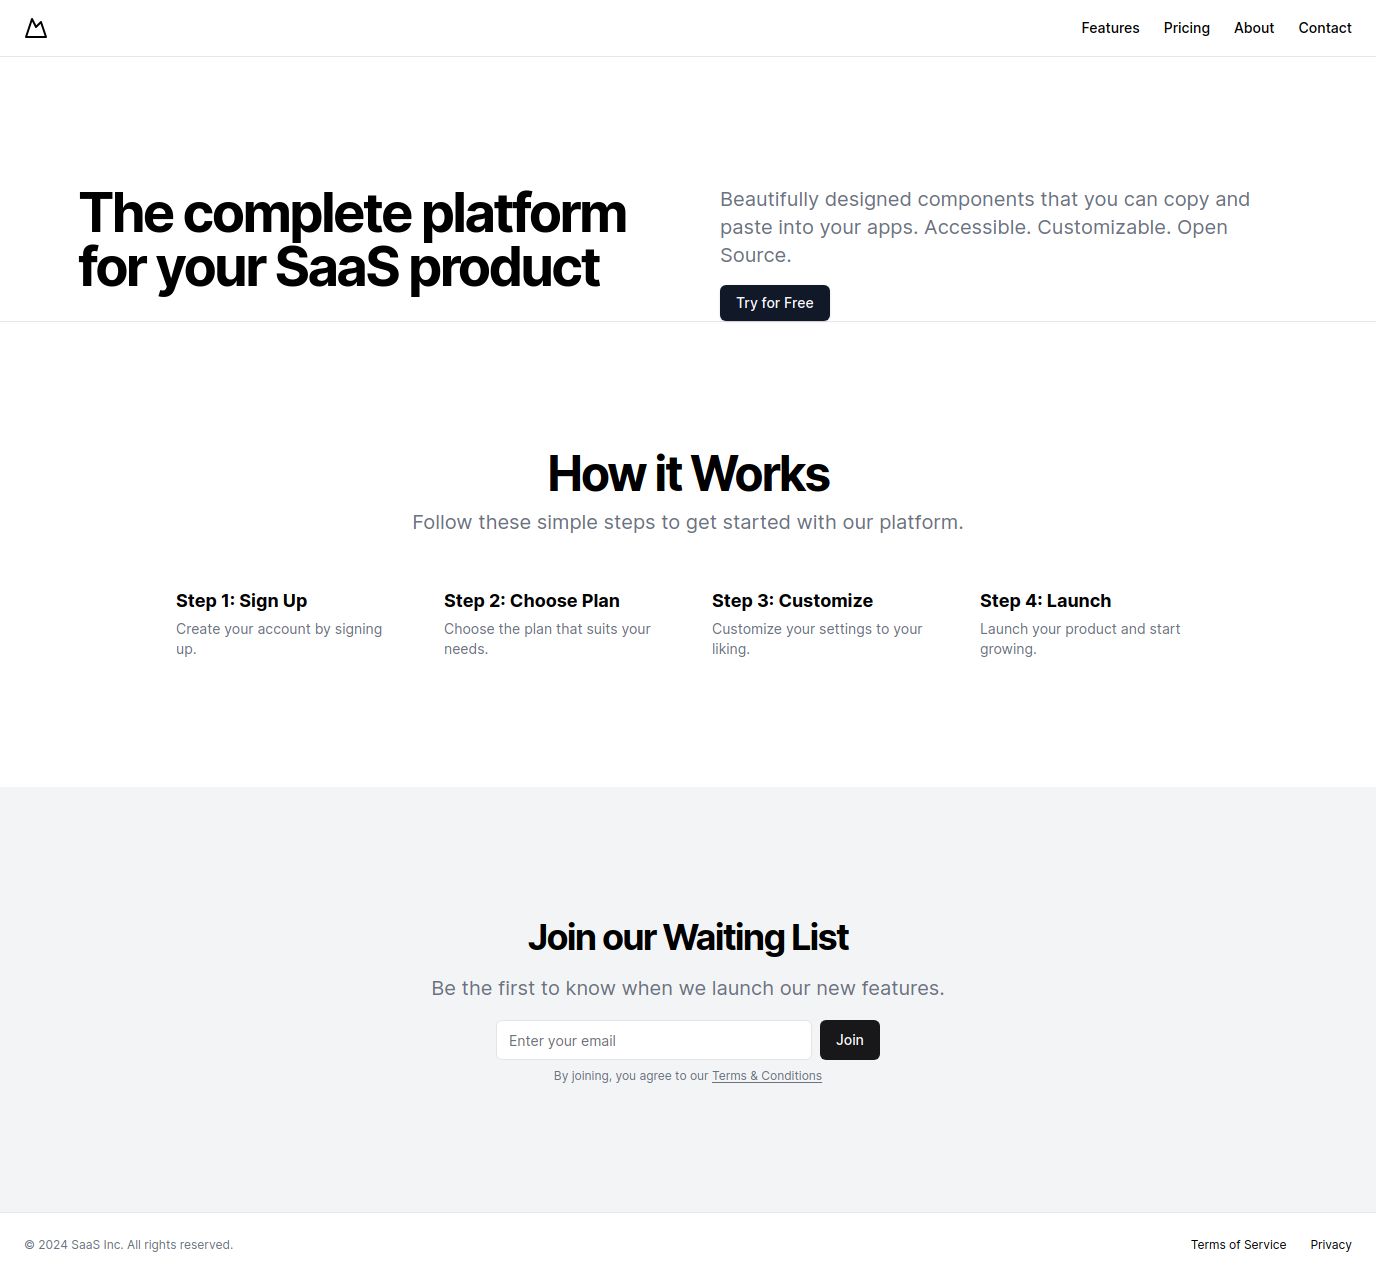 Features Pricing About Contact
The complete platform
for your SaaS product
Beautifully designed components that you can copy and
paste into your apps. Accessible. Customizable. Open
Source.
Try for Free
How it Works
Follow these simple steps to get started with our platform.
Step 1: Sign Up
Create your account by signing
up.
Step 2: Choose Plan
Choose the plan that suits your
needs.
Step 3: Customize
Customize your settings to your
liking.
Step 4: Launch
Launch your product and start
growing.
Join our Waiting List
Be the first to know when we launch our new features.
Enter your email
Join
By joining, you agree to our Terms & Conditions
© 2024 SaaS Inc. All rights reserved.
Terms of Service Privacy